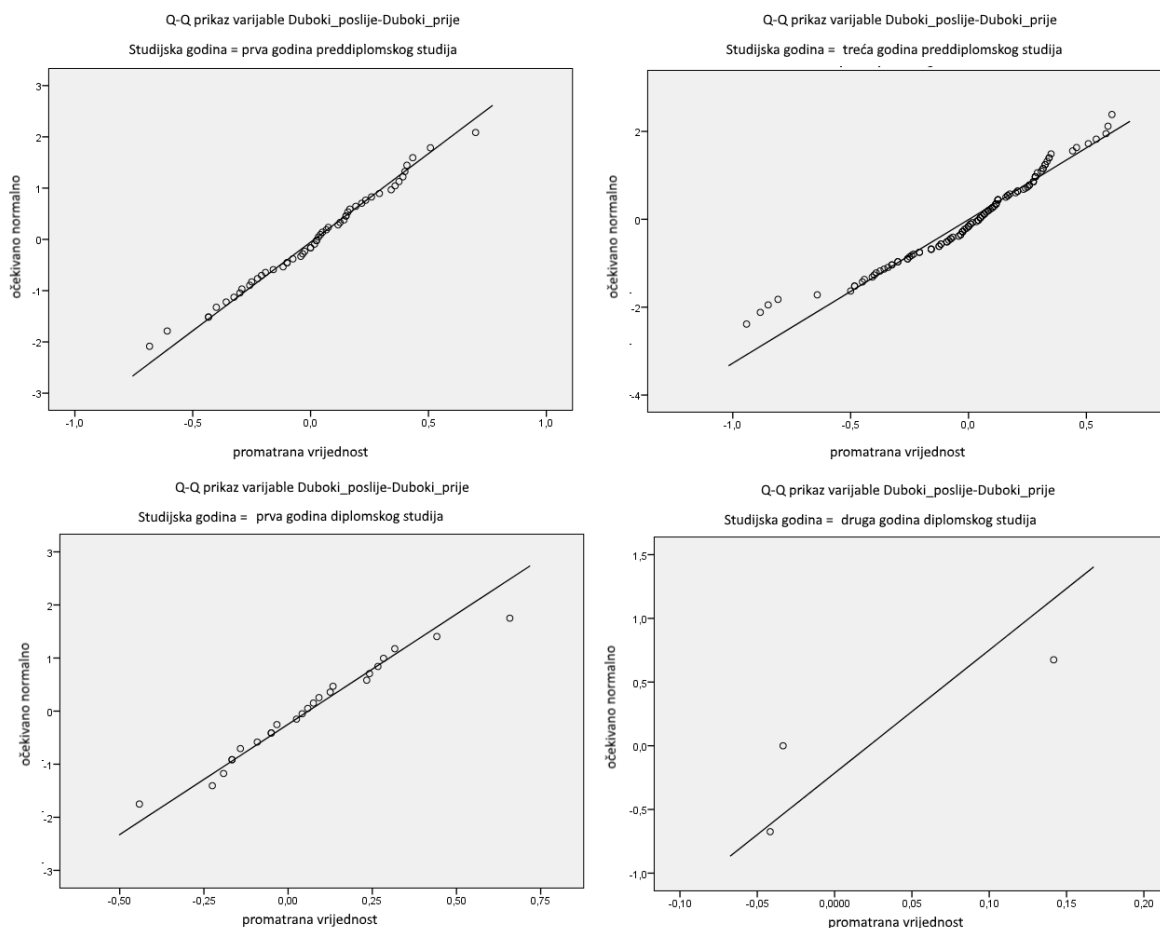 Q-Q prikaz varijable Duboki_poslije-Duboki_prije
Studijska godina = prva godina preddiplomskog studija
3
2
1
0
-1
-2
-3
očekivano normalno
-1,0
-0,5
0,0
0,5
1,0
promatrana vrijednost
Q-Q prikaz varijable Duboki_poslije-Duboki_prije
Studijska godina = treća godina preddiplomskog studija
2
0
-2
-4
očekivano normalno
-1,0
-0,5
0,0
0,5
promatrana vrijednost
Q-Q prikaz varijable Duboki_poslije-Duboki_prije
Studijska godina = prva godina diplomskog studija
3
2
1
0
-1
-2
-3
očekivano normalno
-0,50
-0,25
0,00
0,25
0,50
0,75
promatrana vrijednost
Q-Q prikaz varijable Duboki_poslije-Duboki_prije
Studijska godina = druga godina diplomskog studija
1,5
1,0
0,5
0,0
-0,5
-1,0
očekivano normalno
-0,10
-0,05
0,0000
0,05
0,10
0,15
0,20
promatrana vrijednost